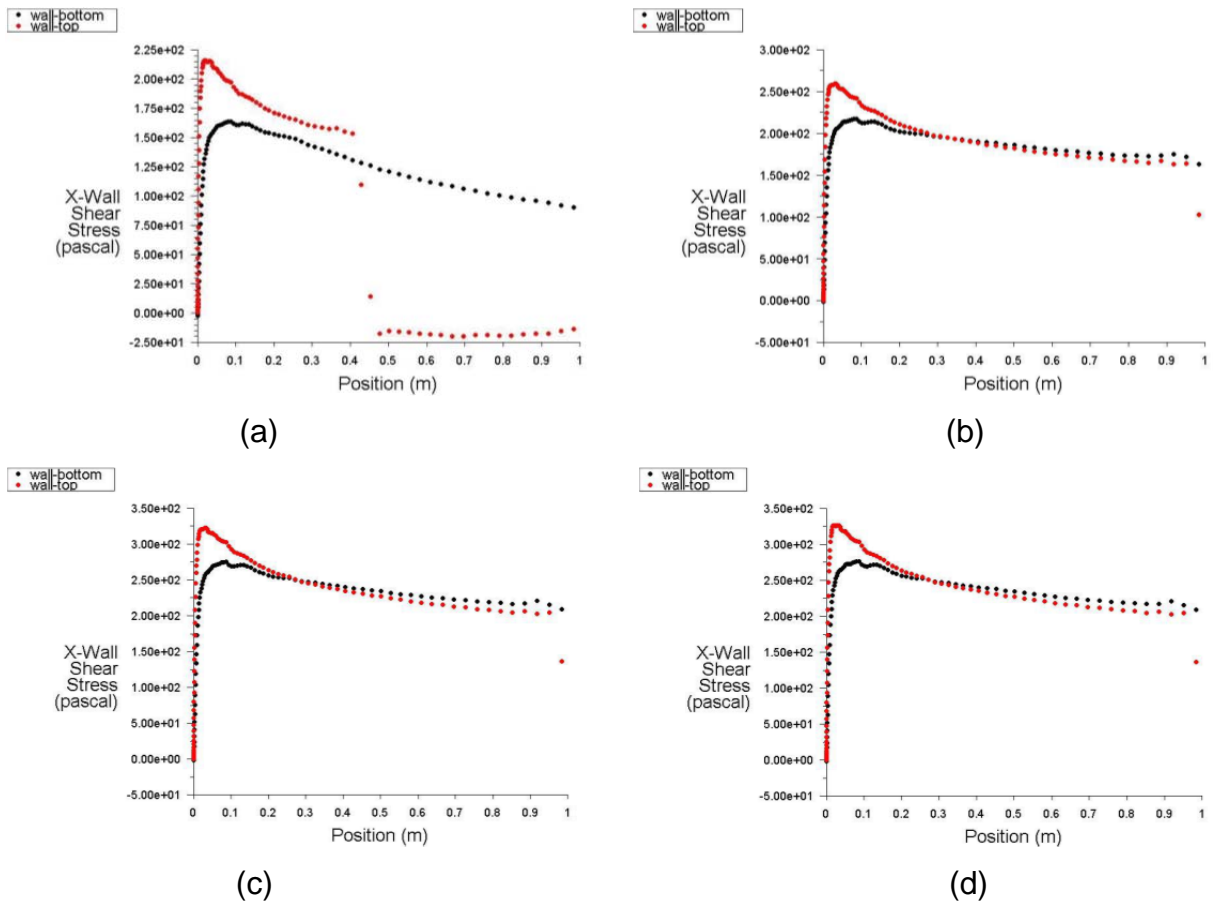 wall-bottom
wall-top
2.25e+02
2.00e+02
1.75e+02
1.50e+02
1.25e+02
1.00e+02
7.50e+01
5.00e+01
2.50e+01
0.00e+00
-2.50e+01
X-Wall
Shear
Stress
(pascal)
0 0.1 0.2 0.3 0.4 0.5 0.6 0.7 0.8 0.9 1
Position (m)
(a)
wall-bottom
wall-top
3.00e+02
2.50e+02
2.00e+02
1.50e+02
1.00e+02
5.00e+01
0.00e+00
-5.00e+01
X-Wall
Shear
Stress
(pascal)
0 0.1 0.2 0.3 0.4 0.5 0.6 0.7 0.8 0.9 1
Position (m)
(b)
wall-bottom
wall-top
3.50e+02
3.00e+02
2.50e+02
2.00e+02
1.50e+02
1.00e+02
5.00e+01
0.00e+00
-5.00e+01
X-Wall
Shear
Stress
(pascal)
0 0.1 0.2 0.3 0.4 0.5 0.6 0.7 0.8 0.9 1
Position (m)
(c)
wall-bottom
wall-top
3.50e+02
3.00e+02
2.50e+02
2.00e+02
1.50e+02
1.00e+02
5.00e+01
0.00e+00
-5.00e+01
X-Wall
Shear
Stress
(pascal)
0 0.1 0.2 0.3 0.4 0.5 0.6 0.7 0.8 0.9 1
Position (m)
(d)